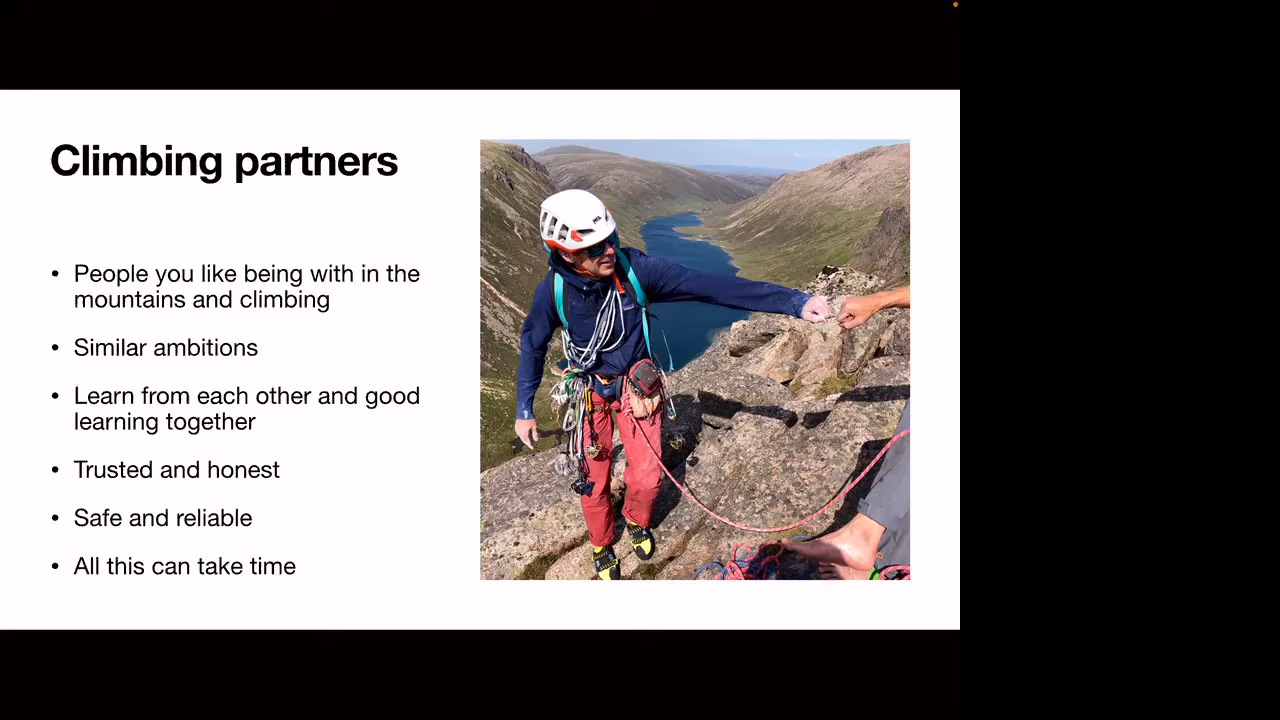 Climbing partners
• People you like being with in the
mountains and climbing
• Similar ambitions
• Learn from each other and good
learning together
• Trusted and honest
• Safe and reliable
• All this can take time